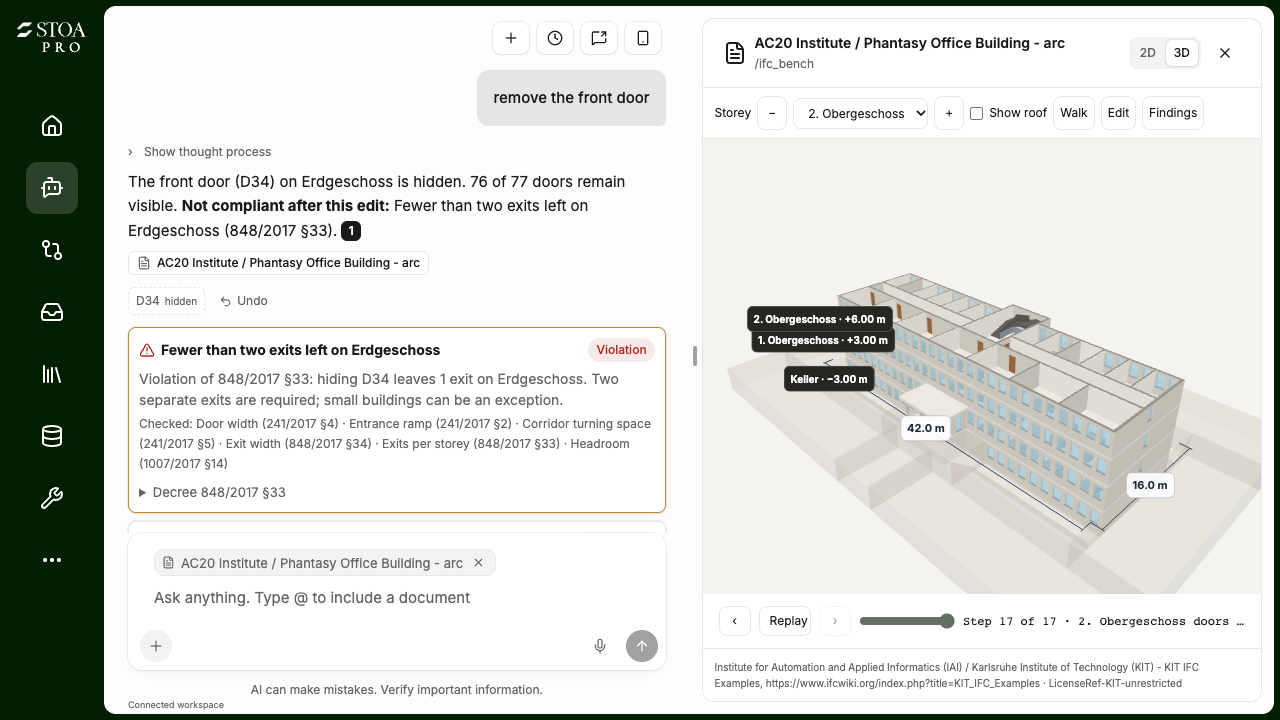 STOA
PRO
remove the front door
Show thought process
The front door (D34) on Erdgeschoss is hidden. 76 of 77 doors remain
visible. Not compliant after this edit: Fewer than two exits left on
Erdgeschoss (848/2017 §33). 1
AC20 Institute / Phantasy Office Building - arc
D34 hidden
Undo
Fewer than two exits left on Erdgeschoss
Violation
Violation of 848/2017 §33: hiding D34 leaves 1 exit on Erdgeschoss. Two
separate exits are required; small buildings can be an exception.
Checked: Door width (241/2017 §4) · Entrance ramp (241/2017 §2) · Corridor turning space
(241/2017 §5) · Exit width (848/2017 §34) · Exits per storey (848/2017 §33) · Headroom
(1007/2017 §14)
Decree 848/2017 §33
AC20 Institute / Phantasy Office Building - arc
Ask anything. Type @ to include a document
AI can make mistakes. Verify important information.
Connected workspace
AC20 Institute / Phantasy Office Building - arc
/ifc_bench
2D 3D
Storey − 2. Obergeschoss + Show roof Walk Edit Findings
2. Obergeschoss · +6.00 m
1. Obergeschoss · +3.00 m
Keller · −3.00 m
42.0 m
16.0 m
‹ Replay › Step 17 of 17 · 2. Obergeschoss doors …
Institute for Automation and Applied Informatics (IAI) / Karlsruhe Institute of Technology (KIT) - KIT IFC
Examples, https://www.ifcwiki.org/index.php?title=KIT_IFC_Examples · LicenseRef-KIT-unrestricted